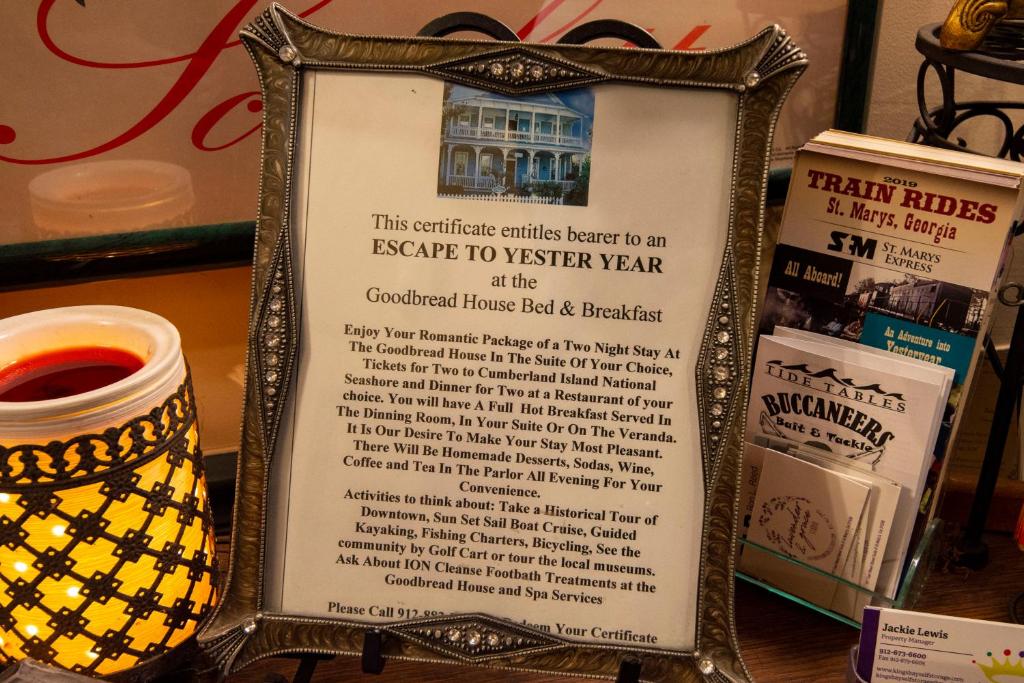 This certificate entitles bearer to an
ESCAPE TO YESTER YEAR
at the
Goodbread House Bed & Breakfast
Enjoy Your Romantic Package of a Two Night Stay At
The Goodbread House In The Suite Of Your Choice,
Tickets for Two to Cumberland Island National
Seashore and Dinner for Two at a Restaurant of your
choice. You will have A Full Hot Breakfast Served In
The Dinning Room, In Your Suite Or On The Veranda.
It Is Our Desire To Make Your Stay Most Pleasant.
There Will Be Homemade Desserts, Sodas, Wine,
Coffee and Tea In The Parlor All Evening For Your
Convenience.
Activities to think about: Take a Historical Tour of
Downtown, Sun Set Sail Boat Cruise, Guided
Kayaking, Fishing Charters, Bicycling, See the
community by Golf Cart or tour the local museums.
Ask About ION Cleanse Footbath Treatments at the
Goodbread House and Spa Services
Please Call 912-882 Your Certificate
2019
TRAIN RIDES
St. Marys, Georgia
SM ST. MARYS
EXPRESS
All Aboard!
An Adventure into
Yesteryear
TIDE TABLES
BUCCANEERS
Bait & Tackle
Jackie Lewis
Property Manager
912-673-6600
www.kingsbayselfstorage.com